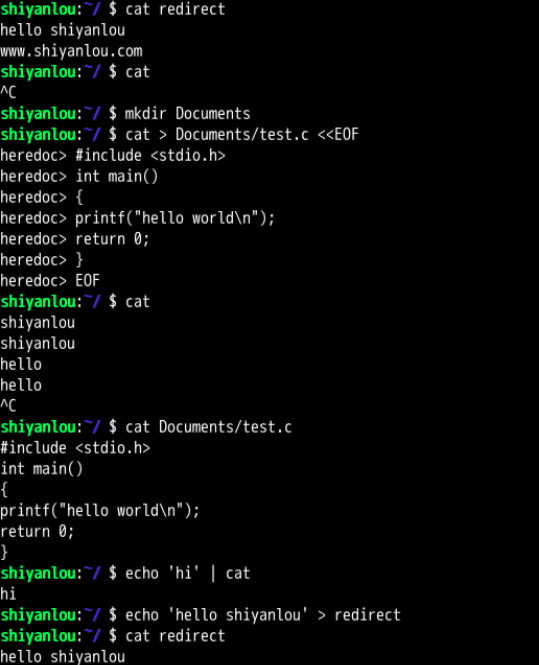 shiyanlou:~/ $ cat redirect
hello shiyanlou
www.shiyanlou.com
shiyanlou:~/ $ cat
^C
shiyanlou:~/ $ mkdir Documents
shiyanlou:~/ $ cat > Documents/test.c <<EOF
heredoc> #include <stdio.h>
heredoc> int main()
heredoc> {
heredoc> printf("hello world\n");
heredoc> return 0;
heredoc> }
heredoc> EOF
shiyanlou:~/ $ cat
shiyanlou
shiyanlou
hello
hello
^C
shiyanlou:~/ $ cat Documents/test.c
#include <stdio.h>
int main()
{
printf("hello world\n");
return 0;
}
shiyanlou:~/ $ echo 'hi' | cat
hi
shiyanlou:~/ $ echo 'hello shiyanlou' > redirect
shiyanlou:~/ $ cat redirect
hello shiyanlou